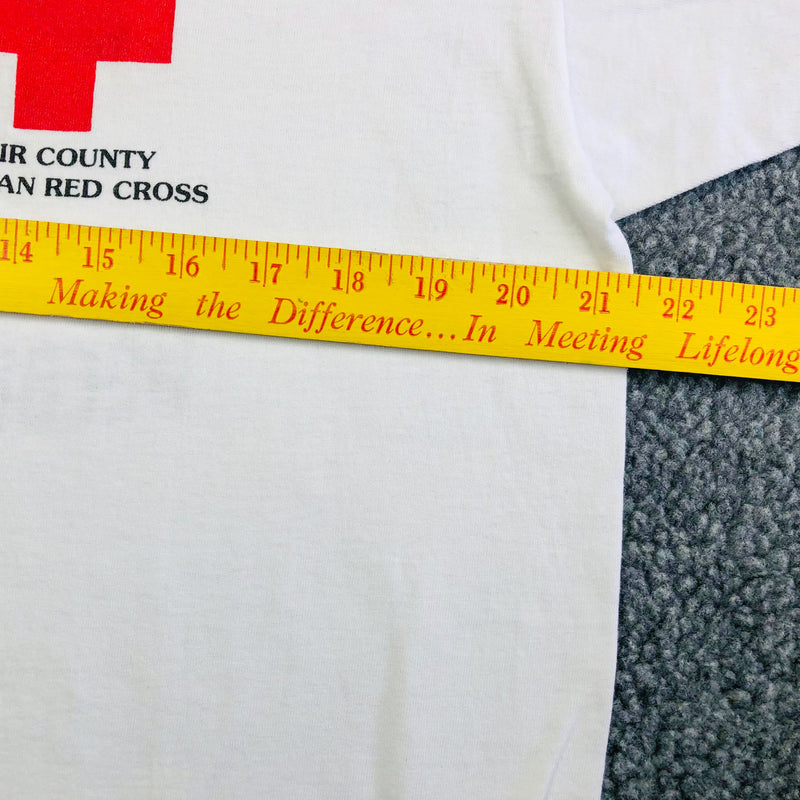 IR COUNTY
AN RED CROSS
14 15 16 17 18 19 20 21 22 23
Making the Difference...In Meeting Lifelong